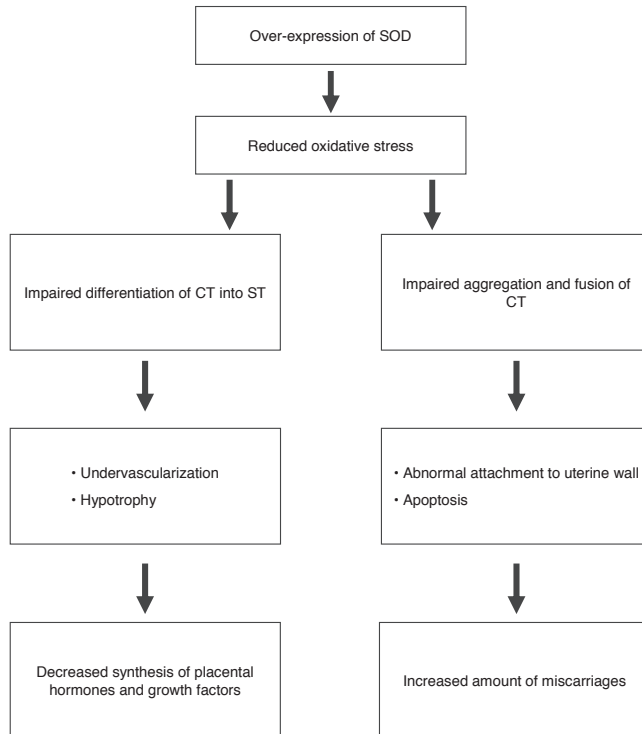 Over-expression of SOD
Reduced oxidative stress
Impaired differentiation of CT into ST
Impaired aggregation and fusion of
CT
• Undervascularization
• Hypotrophy
• Abnormal attachment to uterine wall
• Apoptosis
Decreased synthesis of placental
hormones and growth factors
Increased amount of miscarriages